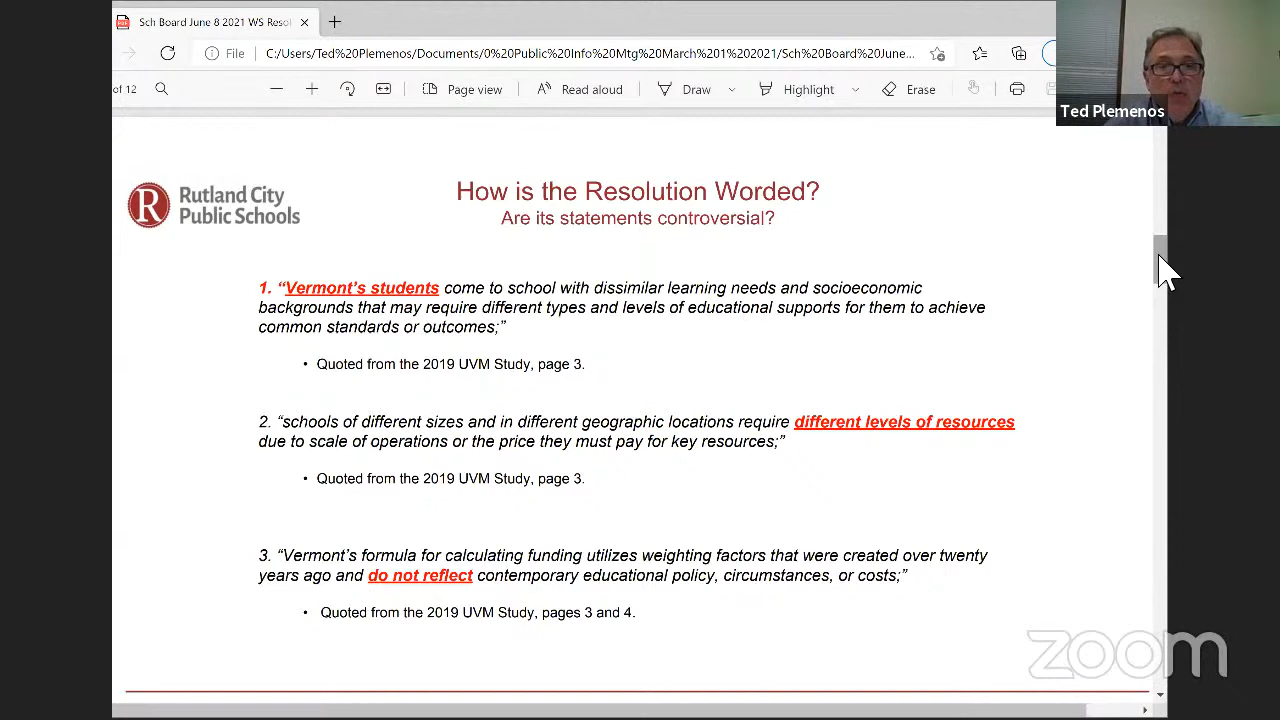 Sch Board June 8 2021 WS Resol
File
C:/Users/Ted%20Plemenos/Documents/0%20Public%20Info%20Mtg%20March%201%202021/Sch%20Board%20June...
of 12
Page view
Read aloud
Draw
Highlight
Erase
Ted Plemenos
R
Rutland City
Public Schools
How is the Resolution Worded?
Are its statements controversial?
1. “Vermont’s students come to school with dissimilar learning needs and socioeconomic
backgrounds that may require different types and levels of educational supports for them to achieve
common standards or outcomes;”
• Quoted from the 2019 UVM Study, page 3.
2. “schools of different sizes and in different geographic locations require different levels of resources
due to scale of operations or the price they must pay for key resources;”
• Quoted from the 2019 UVM Study, page 3.
3. “Vermont’s formula for calculating funding utilizes weighting factors that were created over twenty
years ago and do not reflect contemporary educational policy, circumstances, or costs;”
• Quoted from the 2019 UVM Study, pages 3 and 4.
zoom